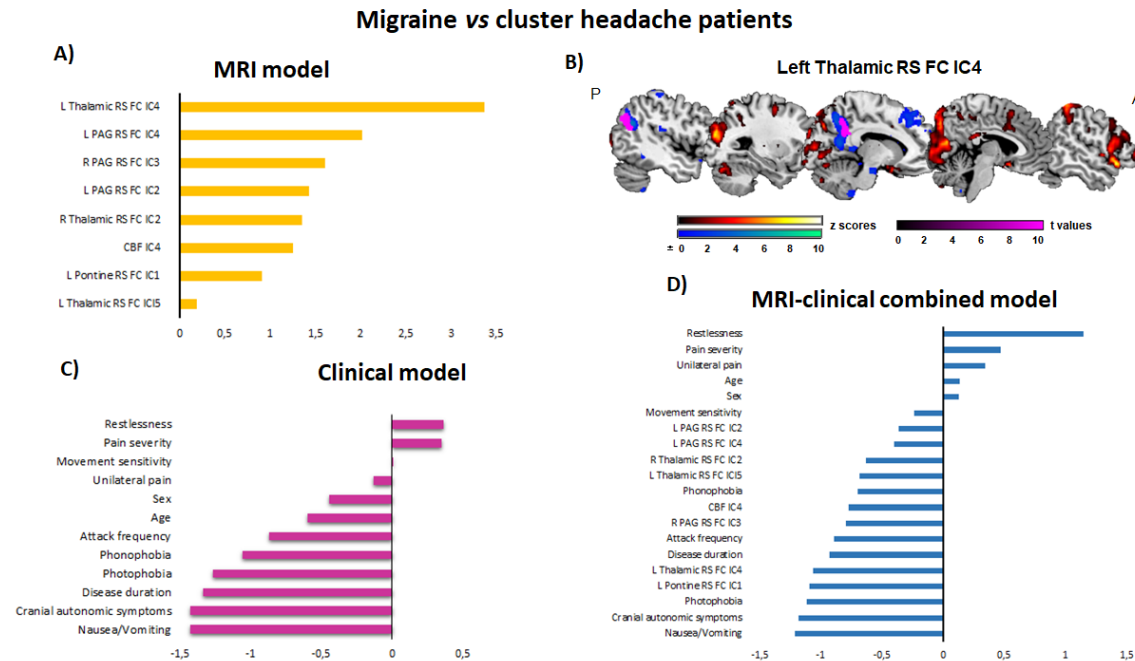 Migraine vs cluster headache patients
A)
MRI model
L Thalamic RS FC IC4
L PAG RS FC IC4
R PAG RS FC IC3
L PAG RS FC IC2
R Thalamic RS FC IC2
CBF IC4
L Pontine RS FC IC1
L Thalamic RS FC ICI5
0 0,5 1 1,5 2 2,5 3 3,5
B)
Left Thalamic RS FC IC4
P
z scores
± 0 2 4 6 8 10
t values
0 2 4 6 8 10
C)
Clinical model
Restlessness
Pain severity
Movement sensitivity
Unilateral pain
Sex
Age
Attack frequency
Phonophobia
Photophobia
Disease duration
Cranial autonomic symptoms
Nausea/Vomiting
-1,5 -1 -0,5 0 0,5
D)
MRI-clinical combined model
Restlessness
Pain severity
Unilateral pain
Age
Sex
Movement sensitivity
L PAG RS FC IC2
L PAG RS FC IC4
R Thalamic RS FC IC2
L Thalamic RS FC ICI5
Phonophobia
CBF IC4
R PAG RS FC IC3
Attack frequency
Disease duration
L Thalamic RS FC IC4
L Pontine RS FC IC1
Photophobia
Cranial autonomic symptoms
Nausea/Vomiting
-1,5 -1 -0,5 0 0,5 1 1,5